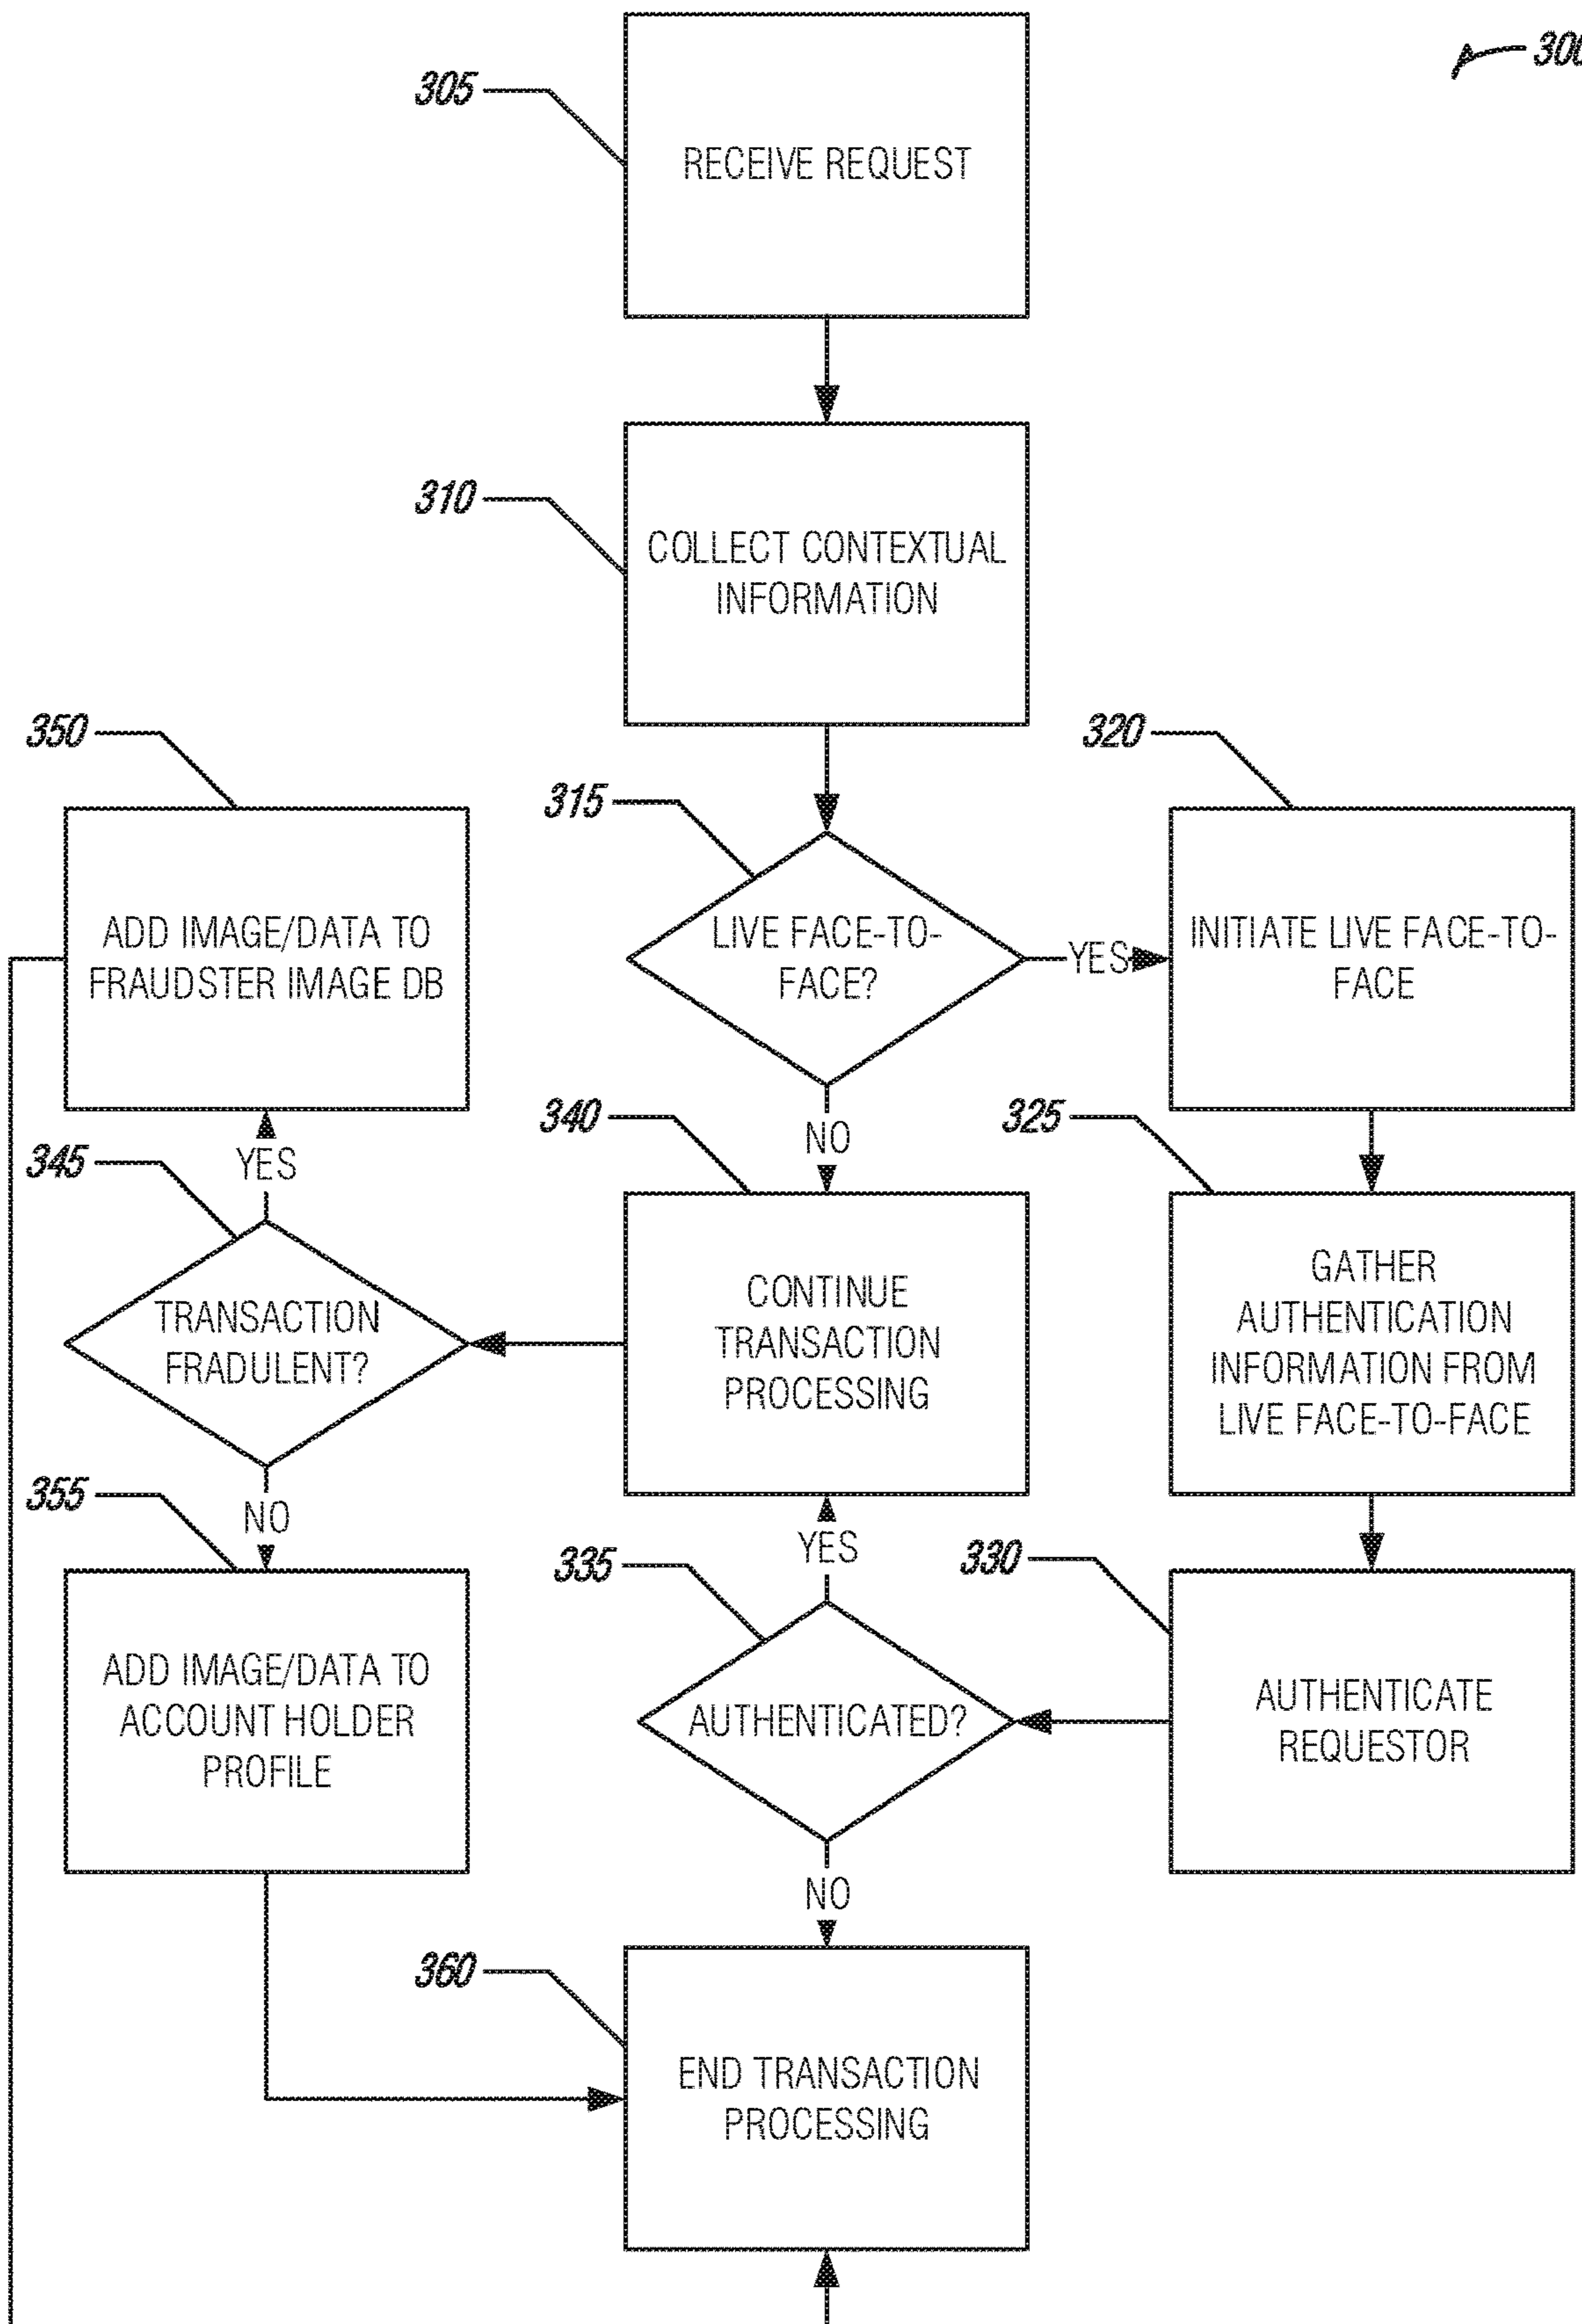 300
305
RECEIVE REQUEST
310
COLLECT CONTEXTUAL
INFORMATION
350
ADD IMAGE/DATA TO
FRAUDSTER IMAGE DB
315
LIVE FACE-TO-
FACE?
YES
320
INITIATE LIVE FACE-TO-
FACE
NO
345
YES
TRANSACTION
FRADULENT?
340
CONTINUE
TRANSACTION
PROCESSING
325
GATHER
AUTHENTICATION
INFORMATION FROM
LIVE FACE-TO-FACE
355
NO
ADD IMAGE/DATA TO
ACCOUNT HOLDER
PROFILE
YES
335
AUTHENTICATED?
330
AUTHENTICATE
REQUESTOR
NO
360
END TRANSACTION
PROCESSING